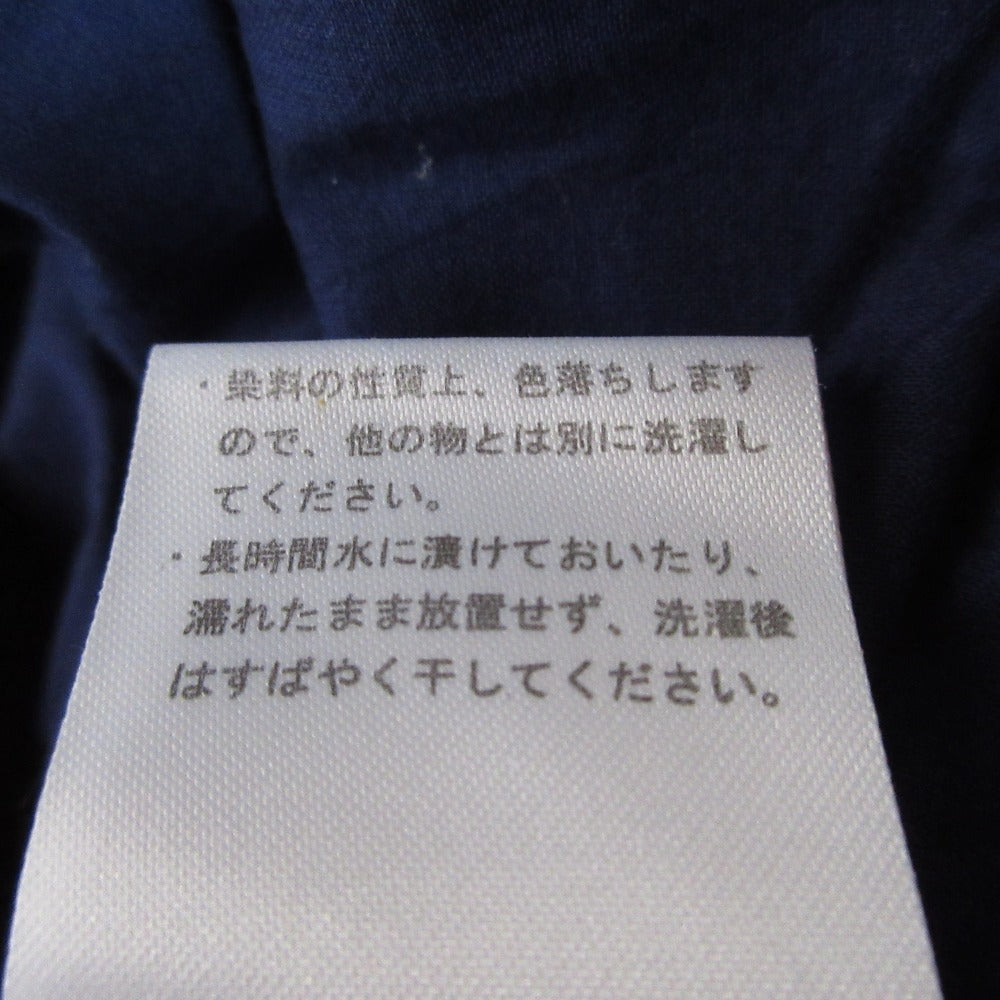 ・染料の性質上、色落ちします
ので、他の物とは別に洗濯し
てください。
・長時間水に漬けておいたり、
濡れたまま放置せず、洗濯後
はすばやく干してください。